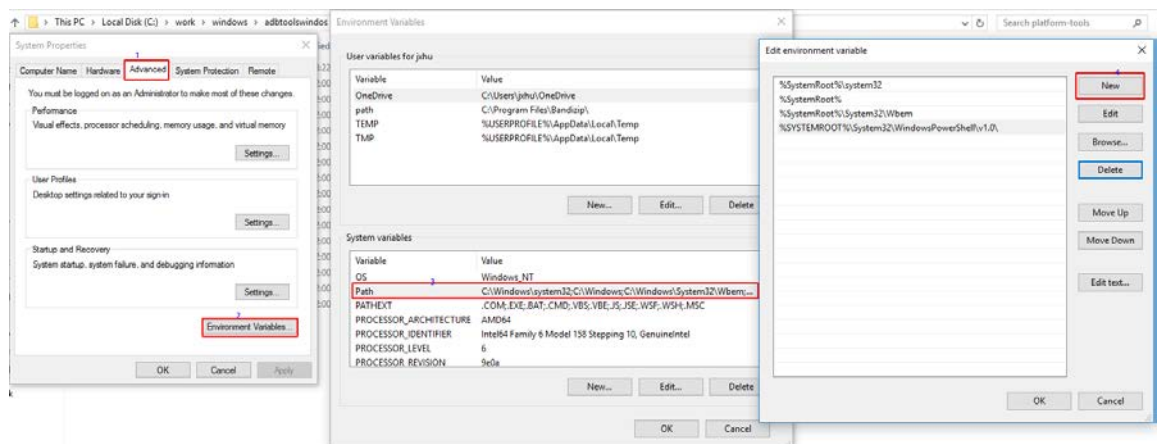 This PC > Local Disk (C:) > work > windows > adbtoolswindos
Search platform-tools
System Properties
1
Computer Name Hardware Advanced System Protection Remote
You must be logged on as an Administrator to make most of these changes.
Performance
Visual effects, processor scheduling, memory usage, and virtual memory
Settings...
User Profiles
Desktop settings related to your sign-in
Settings...
Startup and Recovery
System startup, system failure, and debugging information
Settings...
2
Environment Variables...
OK Cancel Apply
Environment Variables
User variables for jxhu
Variable Value
OneDrive C:\Users\jxhu\OneDrive
path C:\Program Files\Bandizip\
TEMP %USERPROFILE%\AppData\Local\Temp
TMP %USERPROFILE%\AppData\Local\Temp
New... Edit... Delete
System variables
Variable Value
OS Windows_NT
3
Path C:\Windows\system32;C:\Windows;C:\Windows\System32\Wbem;...
PATHEXT .COM;.EXE;.BAT;.CMD;.VBS;.VBE;.JS;.JSE;.WSF;.WSH;.MSC
PROCESSOR_ARCHITECTURE AMD64
PROCESSOR_IDENTIFIER Intel64 Family 6 Model 158 Stepping 10, GenuineIntel
PROCESSOR_LEVEL 6
PROCESSOR_REVISION 9e0a
New... Edit... Delete
OK Cancel
Edit environment variable
%SystemRoot%\system32
%SystemRoot%
%SystemRoot%\System32\Wbem
%SYSTEMROOT%\System32\WindowsPowerShell\v1.0\
4
New
Edit
Browse...
Delete
Move Up
Move Down
Edit text...
OK Cancel